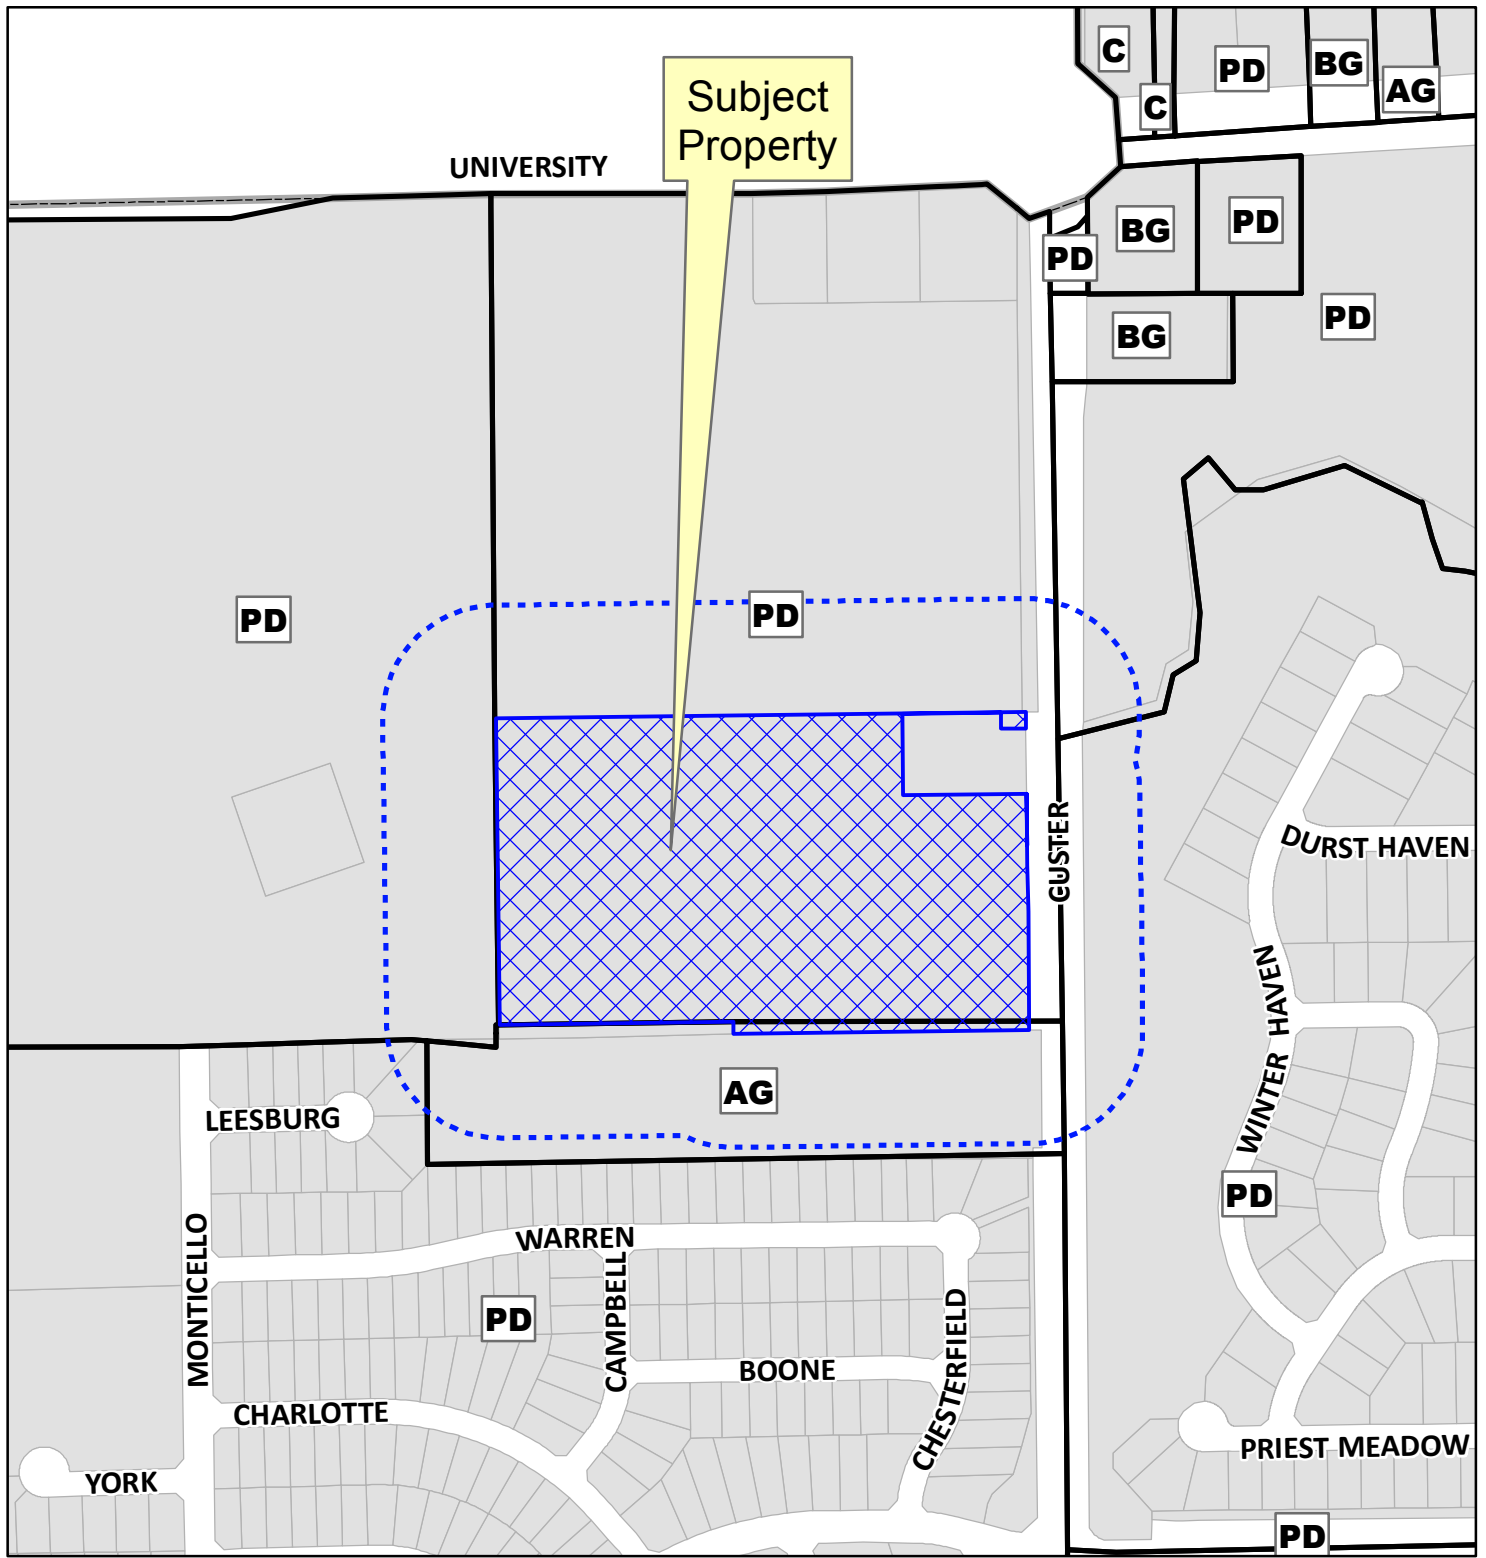 C
PD
BG
AG
C
Subject
Property
UNIVERSITY
BG
PD
PD
PD
BG
PD
PD
CUSTER
DURST HAVEN
WINTER HAVEN
AG
LEESBURG
PD
MONTICELLO
WARREN
CAMPBELL
PD
CHESTERFIELD
BOONE
CHARLOTTE
PRIEST MEADOW
YORK
PD